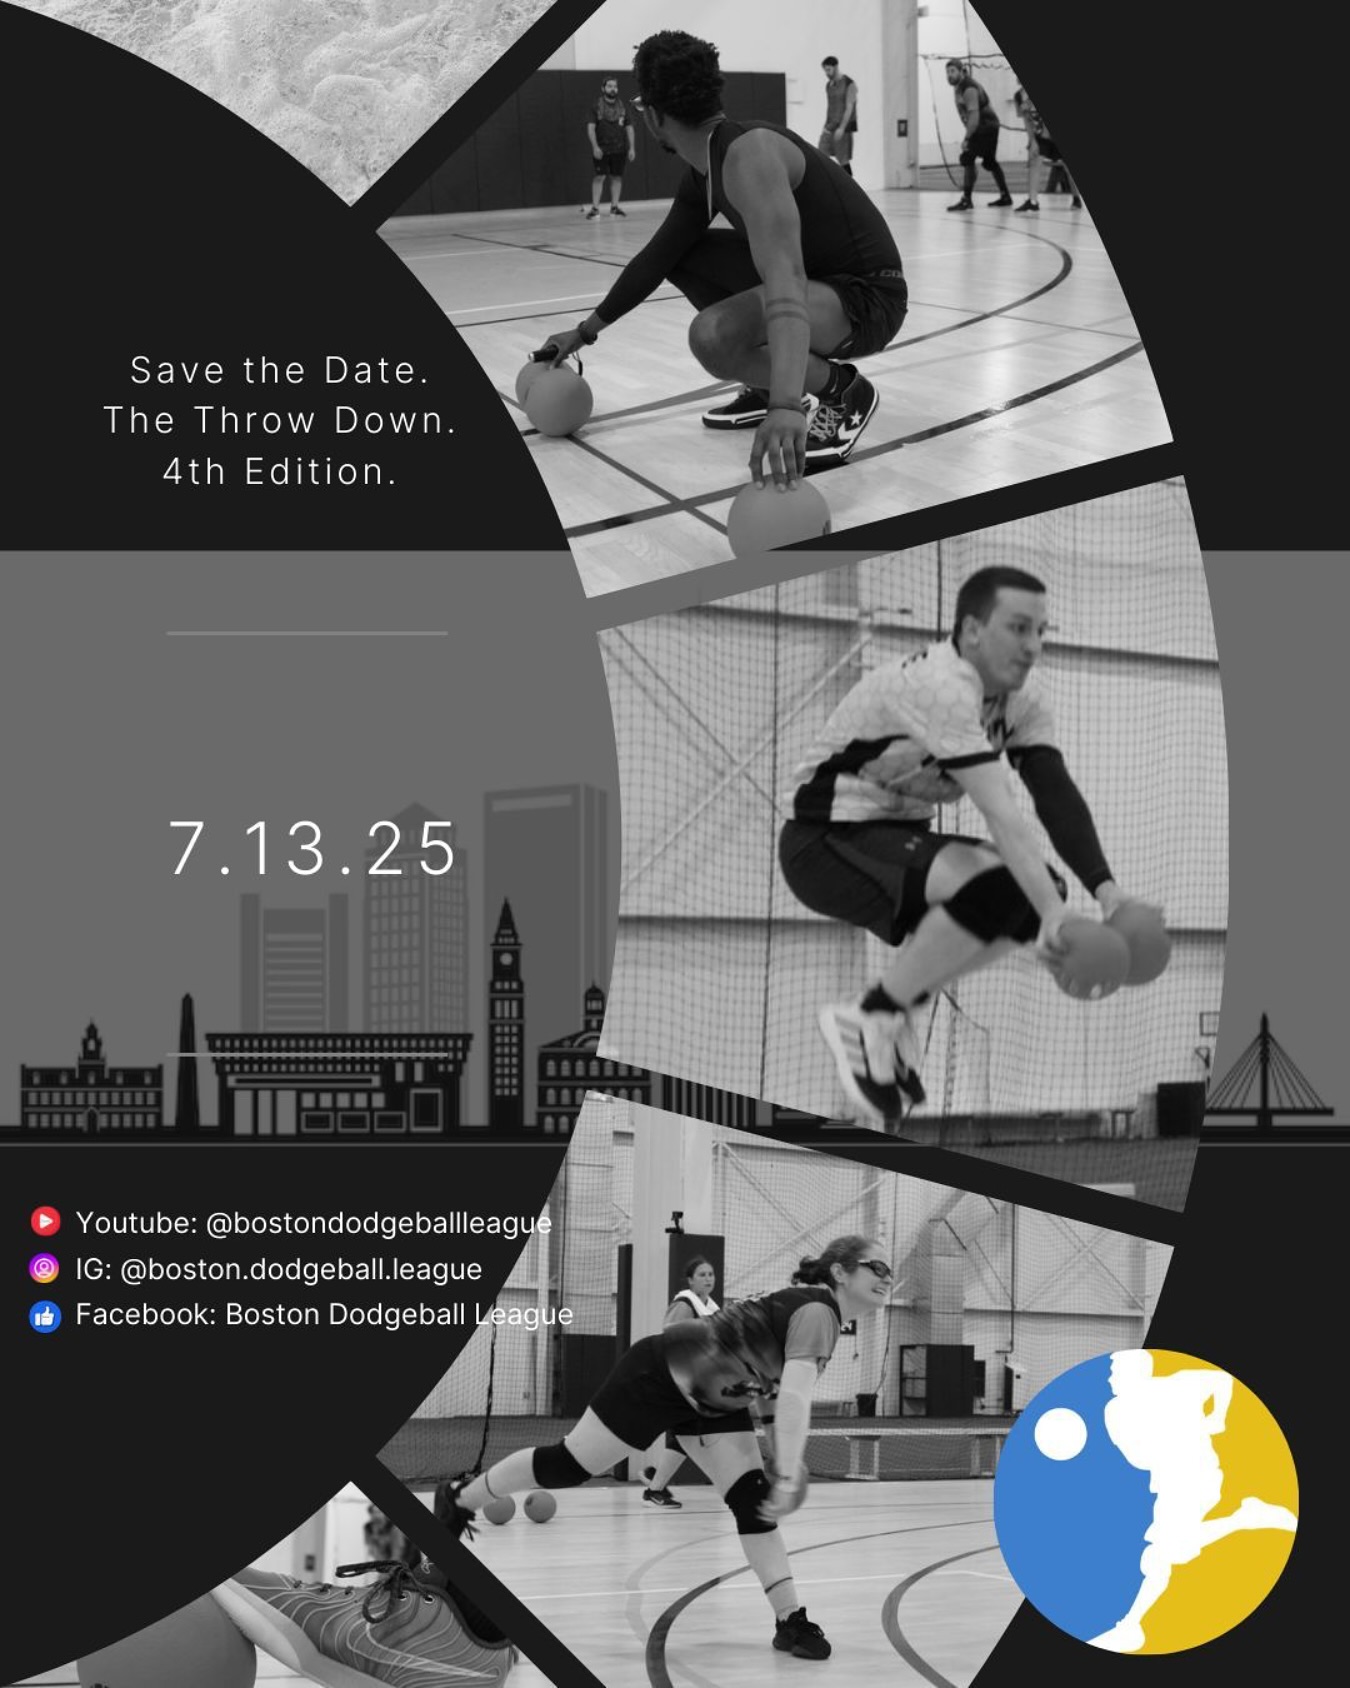 Save the Date.
The Throw Down.
4th Edition.
7.13.25
Youtube: @bostondodgeballleague
IG: @boston.dodgeball.league
Facebook: Boston Dodgeball League